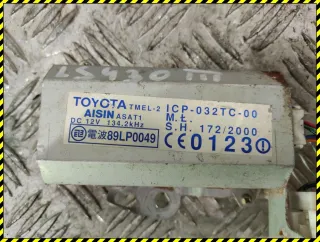 LS430 III
TOYOTA TMEL-2 ICP-032TC-00
AISIN ASAT1 M.L.
DC 12V 134.2kHz S.H. 172/2000
電波89LP0049 CE0123!